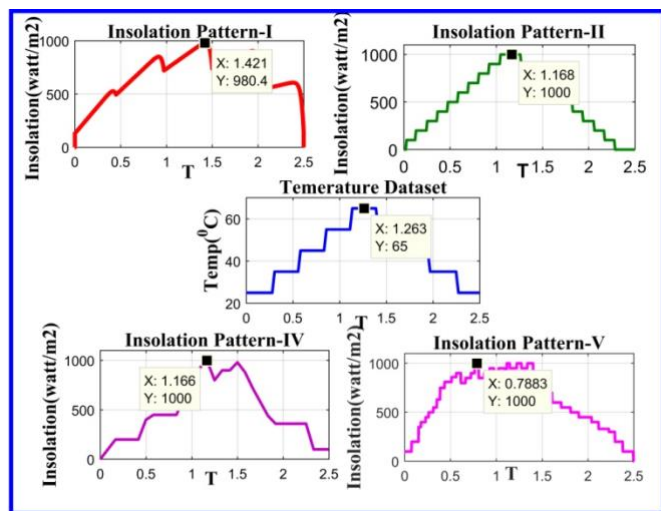 Insolation Pattern-I
Insolation(watt/m2)
1000
500
0
X: 1.421
Y: 980.4
0 0.5 1 1.5 2 2.5
T
Insolation Pattern-II
Insolation(watt/m2)
1000
500
0
X: 1.168
Y: 1000
0 0.5 1 1.5 2 2.5
T
Temerature Dataset
Temp(⁰C)
60
40
20
X: 1.263
Y: 65
0 0.5 1 1.5 2 2.5
T
Insolation Pattern-IV
Insolation(watt/m2)
1000
500
0
X: 1.166
Y: 1000
0 0.5 1 1.5 2 2.5
T
Insolation Pattern-V
Insolation(watt/m2)
1000
500
0
X: 0.7883
Y: 1000
0 0.5 1 1.5 2 2.5
T